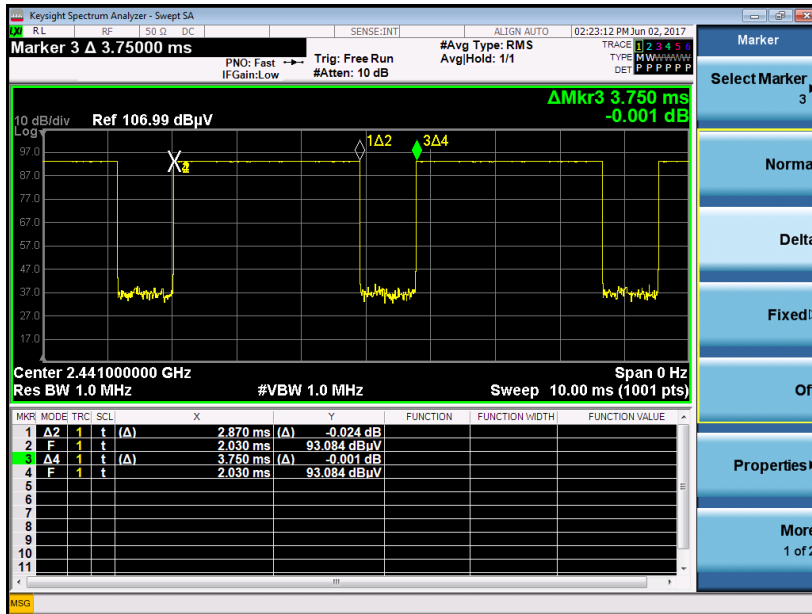 Keysight Spectrum Analyzer - Swept SA
LXI RL RF 50 Ω DC SENSE:INT ALIGN AUTO 02:23:12 PM Jun 02, 2017
Marker 3 Δ 3.75000 ms
PNO: Fast
IFGain:Low
Trig: Free Run
#Atten: 10 dB
#Avg Type: RMS
Avg|Hold: 1/1
TRACE 1 2 3 4 5 6
TYPE M W W W W W
DET P P P P P P
ΔMkr3 3.750 ms
-0.001 dB
10 dB/div Ref 106.99 dBµV
Log
97.0
87.0
77.0
67.0
57.0
47.0
37.0
27.0
17.0
1Δ2
3Δ4
Center 2.441000000 GHz Span 0 Hz
Res BW 1.0 MHz #VBW 1.0 MHz Sweep 10.00 ms (1001 pts)
MKR MODE TRC SCL X Y FUNCTION FUNCTION WIDTH FUNCTION VALUE
1 Δ2 1 t (Δ) 2.870 ms (Δ) -0.024 dB
2 F 1 t 2.030 ms 93.084 dBµV
3 Δ4 1 t (Δ) 3.750 ms (Δ) -0.001 dB
4 F 1 t 2.030 ms 93.084 dBµV
5
6
7
8
9
10
11
MSG
Marker
Select Marker
3
Norma
Delta
Fixed
Of
Properties
More
1 of 2